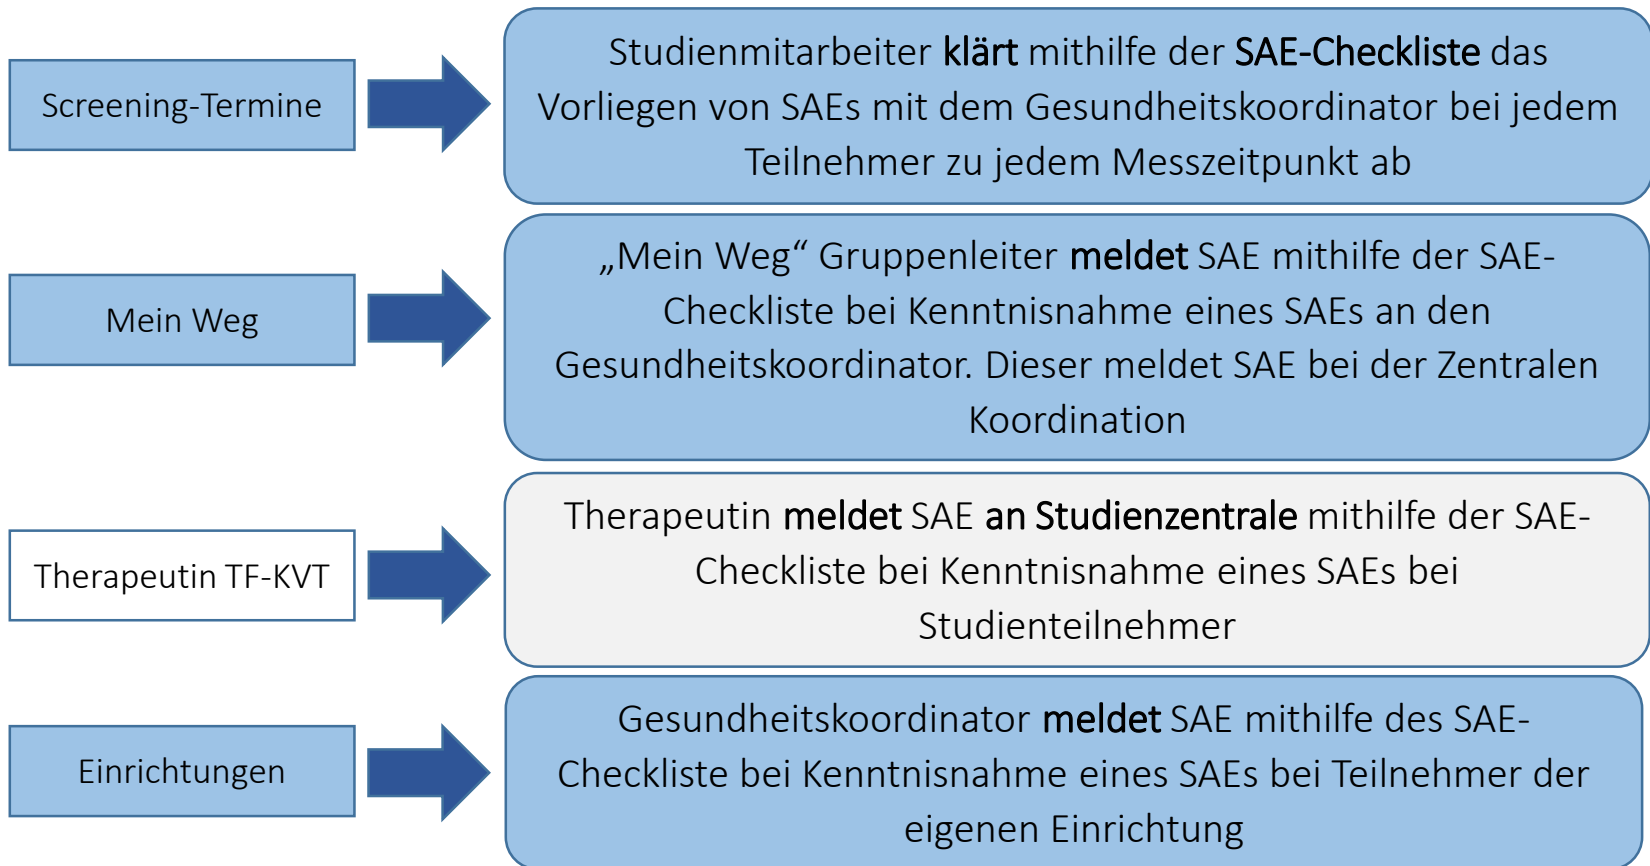 Screening-Termine
Studienmitarbeiter klärt mithilfe der SAE-Checkliste das
Vorliegen von SAEs mit dem Gesundheitskoordinator bei jedem
Teilnehmer zu jedem Messzeitpunkt ab
Mein Weg
„Mein Weg“ Gruppenleiter meldet SAE mithilfe der SAE-
Checkliste bei Kenntnisnahme eines SAEs an den
Gesundheitskoordinator. Dieser meldet SAE bei der Zentralen
Koordination
Therapeutin TF-KVT
Therapeutin meldet SAE an Studienzentrale mithilfe der SAE-
Checkliste bei Kenntnisnahme eines SAEs bei
Studienteilnehmer
Einrichtungen
Gesundheitskoordinator meldet SAE mithilfe des SAE-
Checkliste bei Kenntnisnahme eines SAEs bei Teilnehmer der
eigenen Einrichtung